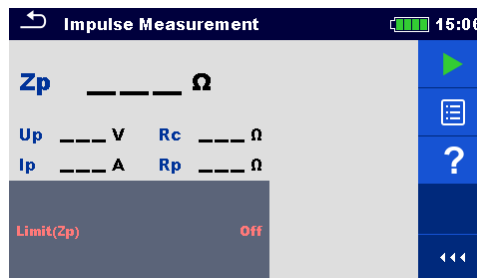 Impulse Measurement 15:06
Zp ___ Ω
Up ___ V Rc ___ Ω
Ip ___ A Rp ___ Ω
?
Limit(Zp) Off